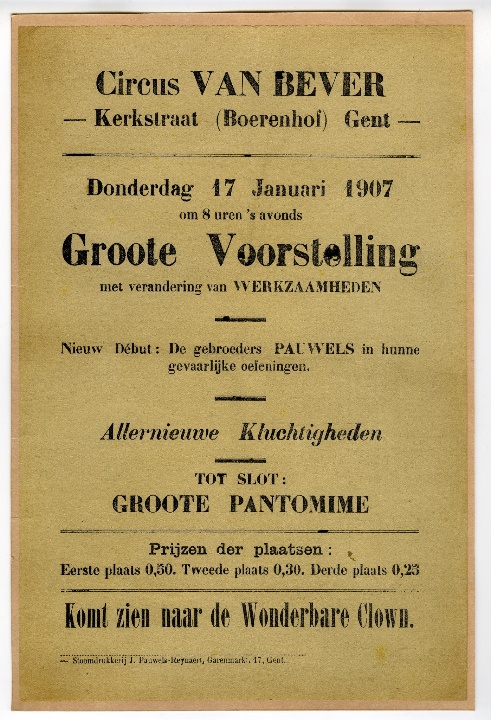 Circus VAN BEVER
— Kerkstraat (Boerenhof) Gent —
Donderdag 17 Januari 1907
om 8 uren 's avonds
Groote Voorstelling
met verandering van WERKZAAMHEDEN
Nieuw Début: De gebroeders PAUWELS in hunne
gevaarlijke oefeningen.
Allernieuwe Kluchtigheden
TOT SLOT:
GROOTE PANTOMIME
Prijzen der plaatsen:
Eerste plaats 0,50. Tweede plaats 0,30. Derde plaats 0,25
Komt zien naar de Wonderbare Clown.
— Stoomdrukkerij J. Pauwels-Reynaert, Garenmarkt, 17, Gent.